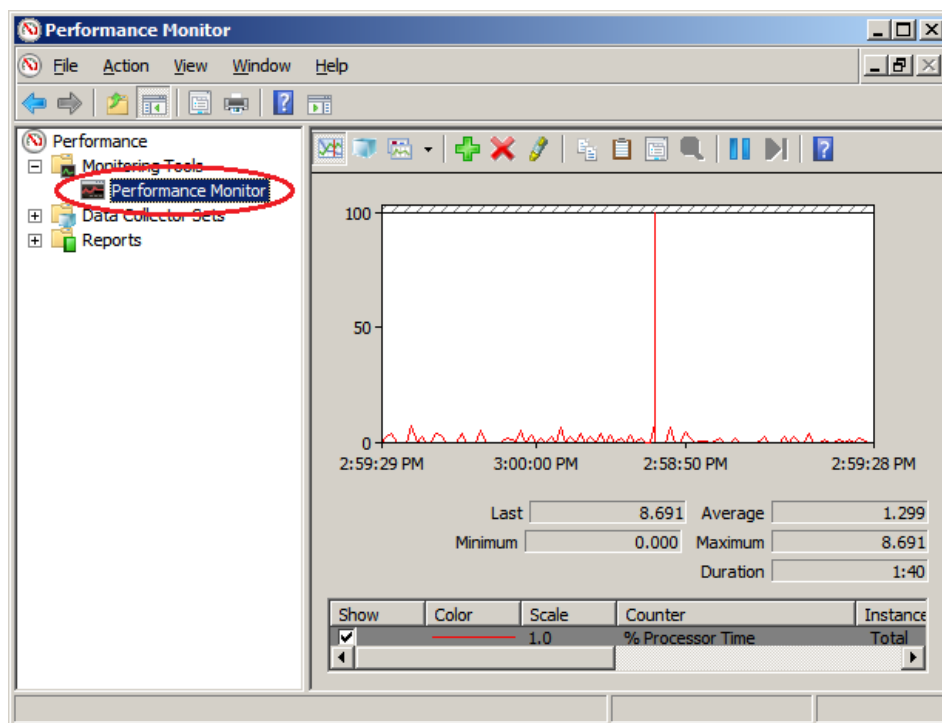 Performance Monitor
File Action View Window Help
Performance
Monitoring Tools
Performance Monitor
Data Collector Sets
Reports
100
50
0
2:59:29 PM 3:00:00 PM 2:58:50 PM 2:59:28 PM
Last 8.691 Average 1.299
Minimum 0.000 Maximum 8.691
Duration 1:40
Show Color Scale Counter Instance
1.0 % Processor Time Total